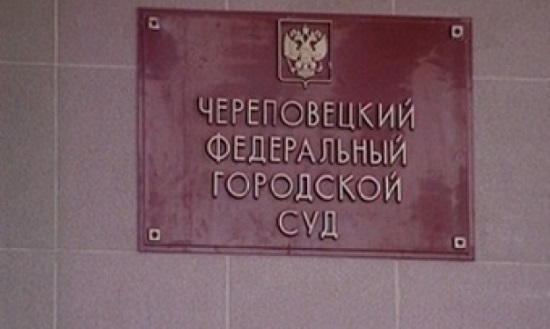 ЧЕРЕПОВЕЦКИЙ
ФЕДЕРАЛЬНЫЙ
ГОРОДСКОЙ
СУД